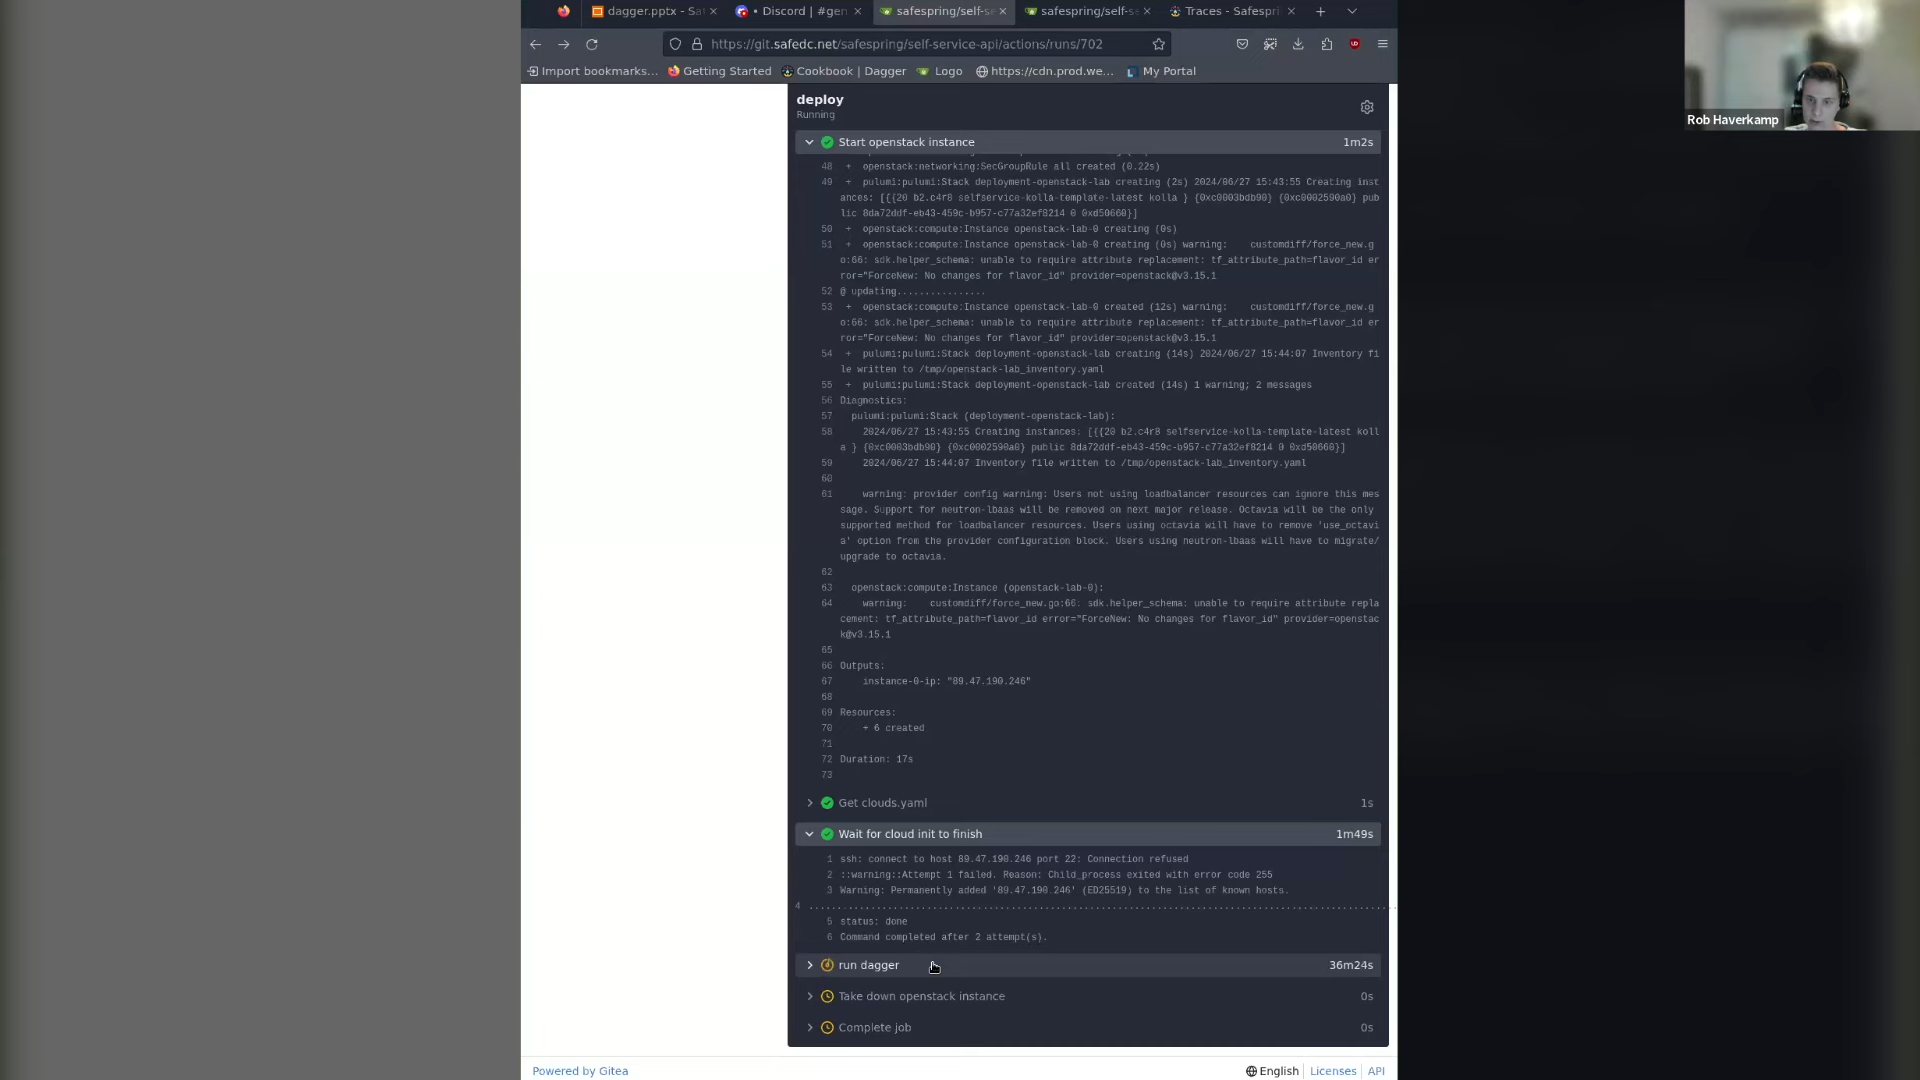 dagger.pptx - Sa
Discord | #gen
safespring/self-se
safespring/self-se
Traces - Safespri
https://git.safedc.net/safespring/self-service-api/actions/runs/702
Import bookmarks...
Getting Started
Cookbook | Dagger
Logo
https://cdn.prod.we...
My Portal
Rob Haverkamp
deploy
Running
Start openstack instance 1m2s
48 + openstack:networking:SecGroupRule all created (0.22s)
49 + pulumi:pulumi:Stack deployment-openstack-lab creating (2s) 2024/06/27 15:43:55 Creating inst
ances: [{{20 b2.c4r8 selfservice-kolla-template-latest kolla } {0xc0003bdb90} {0xc0002590a0} pub
lic 8da72ddf-eb43-459c-b957-c77a32ef8214 0 0xd50660}]
50 + openstack:compute:Instance openstack-lab-0 creating (0s)
51 + openstack:compute:Instance openstack-lab-0 creating (0s) warning: customdiff/force_new.g
o:66: sdk.helper_schema: unable to require attribute replacement: tf_attribute_path=flavor_id er
ror="ForceNew: No changes for flavor_id" provider=openstack@v3.15.1
52 @ updating...............
53 + openstack:compute:Instance openstack-lab-0 created (12s) warning: customdiff/force_new.g
o:66: sdk.helper_schema: unable to require attribute replacement: tf_attribute_path=flavor_id er
ror="ForceNew: No changes for flavor_id" provider=openstack@v3.15.1
54 + pulumi:pulumi:Stack deployment-openstack-lab creating (14s) 2024/06/27 15:44:07 Inventory fi
le written to /tmp/openstack-lab_inventory.yaml
55 + pulumi:pulumi:Stack deployment-openstack-lab created (14s) 1 warning; 2 messages
56 Diagnostics:
57 pulumi:pulumi:Stack (deployment-openstack-lab):
58 2024/06/27 15:43:55 Creating instances: [{{20 b2.c4r8 selfservice-kolla-template-latest koll
a } {0xc0003bdb90} {0xc0002590a0} public 8da72ddf-eb43-459c-b957-c77a32ef8214 0 0xd50660}]
59 2024/06/27 15:44:07 Inventory file written to /tmp/openstack-lab_inventory.yaml
60
61 warning: provider config warning: Users not using loadbalancer resources can ignore this mes
sage. Support for neutron-lbaas will be removed on next major release. Octavia will be the only
supported method for loadbalancer resources. Users using octavia will have to remove 'use_octavi
a' option from the provider configuration block. Users using neutron-lbaas will have to migrate/
upgrade to octavia.
62
63 openstack:compute:Instance (openstack-lab-0):
64 warning: customdiff/force_new.go:66: sdk.helper_schema: unable to require attribute repla
cement: tf_attribute_path=flavor_id error="ForceNew: No changes for flavor_id" provider=openstac
k@v3.15.1
65
66 Outputs:
67 instance-0-ip: "89.47.190.246"
68
69 Resources:
70 + 6 created
71
72 Duration: 17s
73
Get clouds.yaml 1s
Wait for cloud init to finish 1m49s
1 ssh: connect to host 89.47.190.246 port 22: Connection refused
2 ::warning::Attempt 1 failed. Reason: Child_process exited with error code 255
3 Warning: Permanently added '89.47.190.246' (ED25519) to the list of known hosts.
4 ................................................................
5 status: done
6 Command completed after 2 attempt(s).
run dagger 36m24s
Take down openstack instance 0s
Complete job 0s
Powered by Gitea
English
Licenses
API